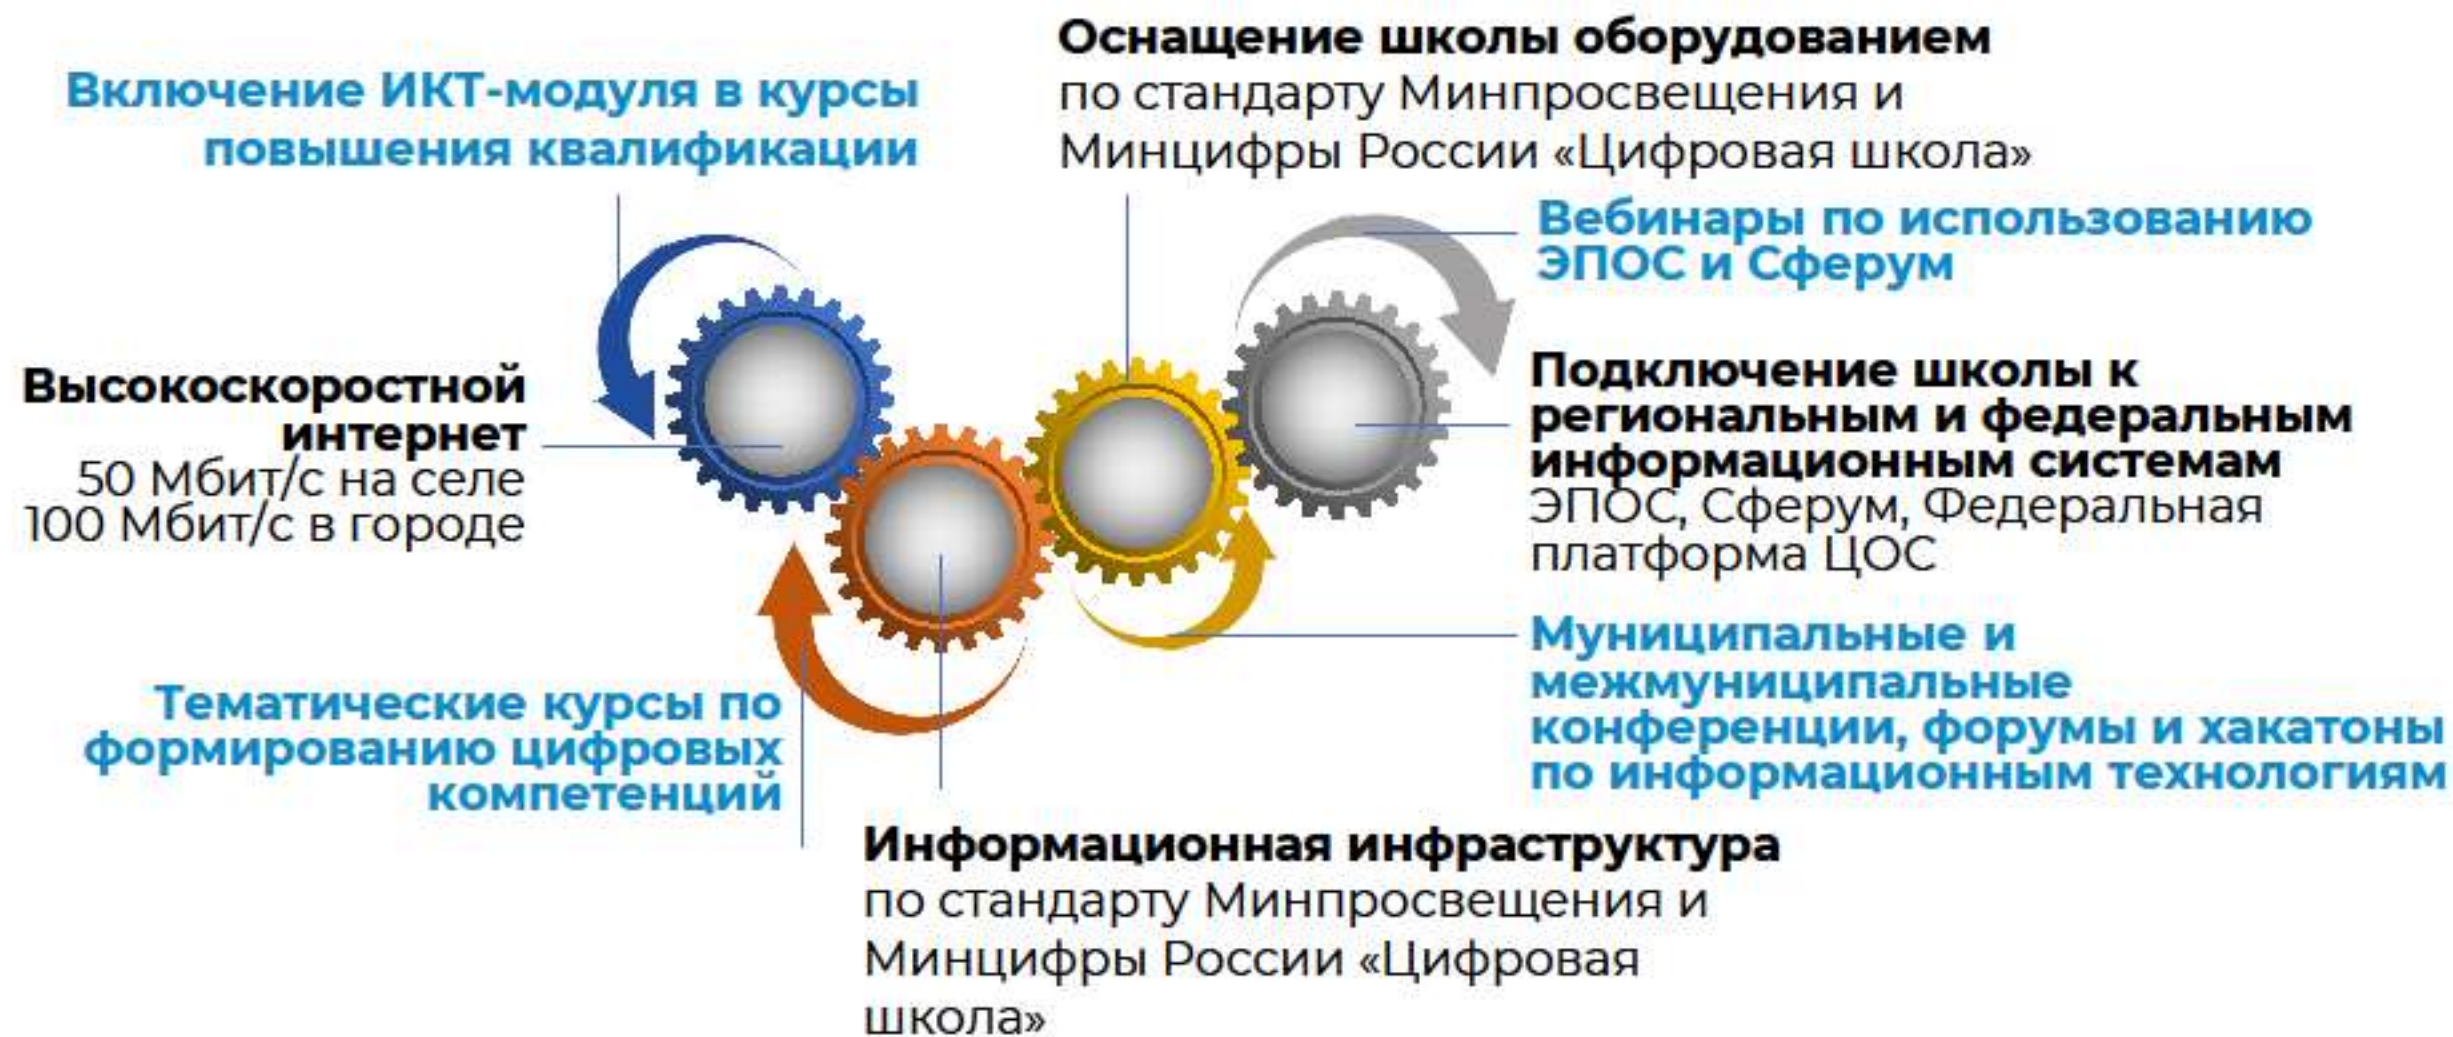 Включение ИКТ-модуля в курсы
повышения квалификации
Оснащение школы оборудованием
по стандарту Минпросвещения и
Минцифры России «Цифровая школа»
Вебинары по использованию
ЭПОС и Сферум
Высокоскоростной
интернет
50 Мбит/с на селе
100 Мбит/с в городе
Подключение школы к
региональным и федеральным
информационным системам
ЭПОС, Сферум, Федеральная
платформа ЦОС
Тематические курсы по
формированию цифровых
компетенций
Муниципальные и
межмуниципальные
конференции, форумы и хакатоны
по информационным технологиям
Информационная инфраструктура
по стандарту Минпросвещения и
Минцифры России «Цифровая
школа»